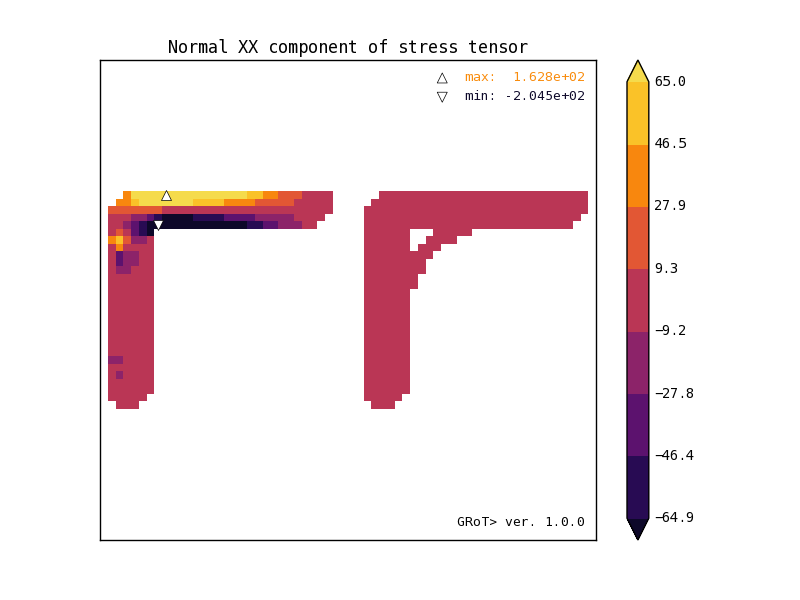 Normal XX component of stress tensor
△ max: 1.628e+02
▽ min: -2.045e+02
65.0
46.5
27.9
9.3
−9.2
−27.8
−46.4
−64.9
GRoT> ver. 1.0.0